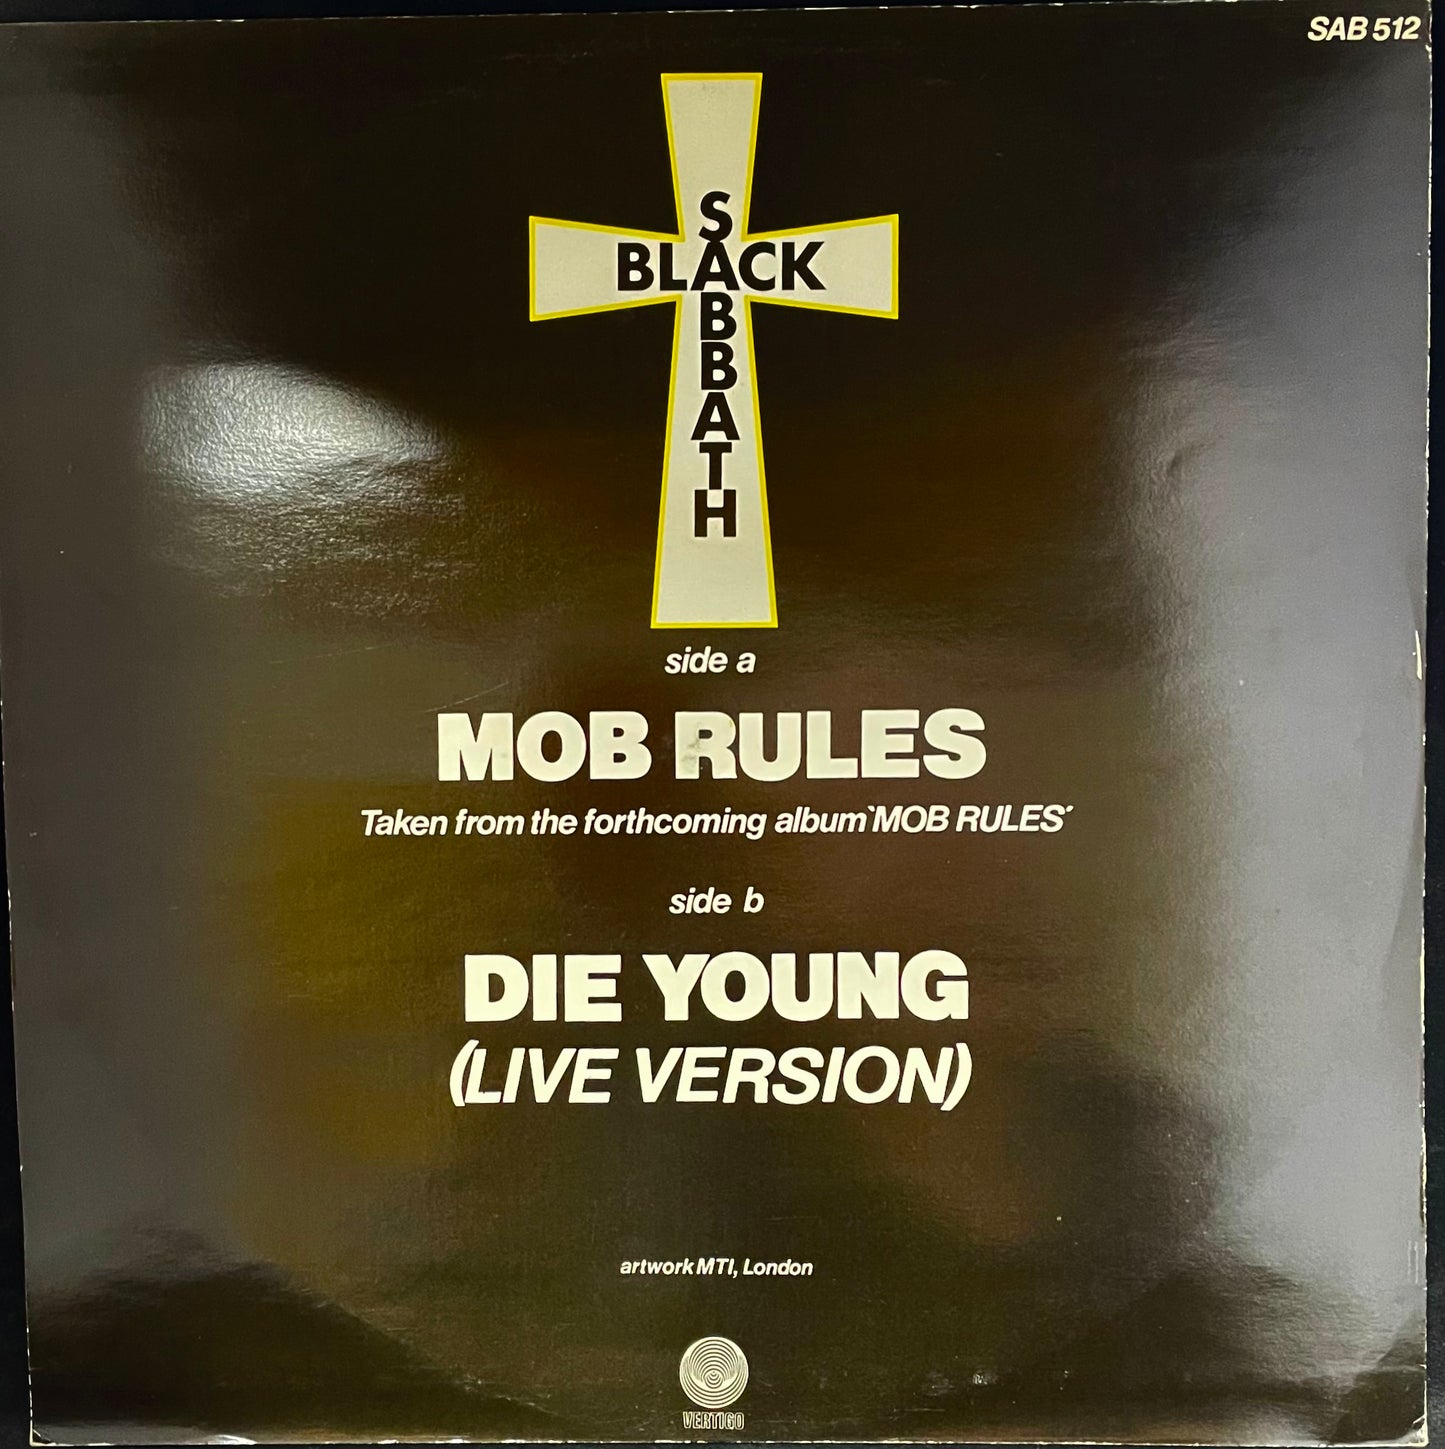 SAB 512
BLACK
SABBATH
side a
MOB RULES
Taken from the forthcoming album `MOB RULES´
side b
DIE YOUNG
(LIVE VERSION)
artwork MTI, London
VERTIGO